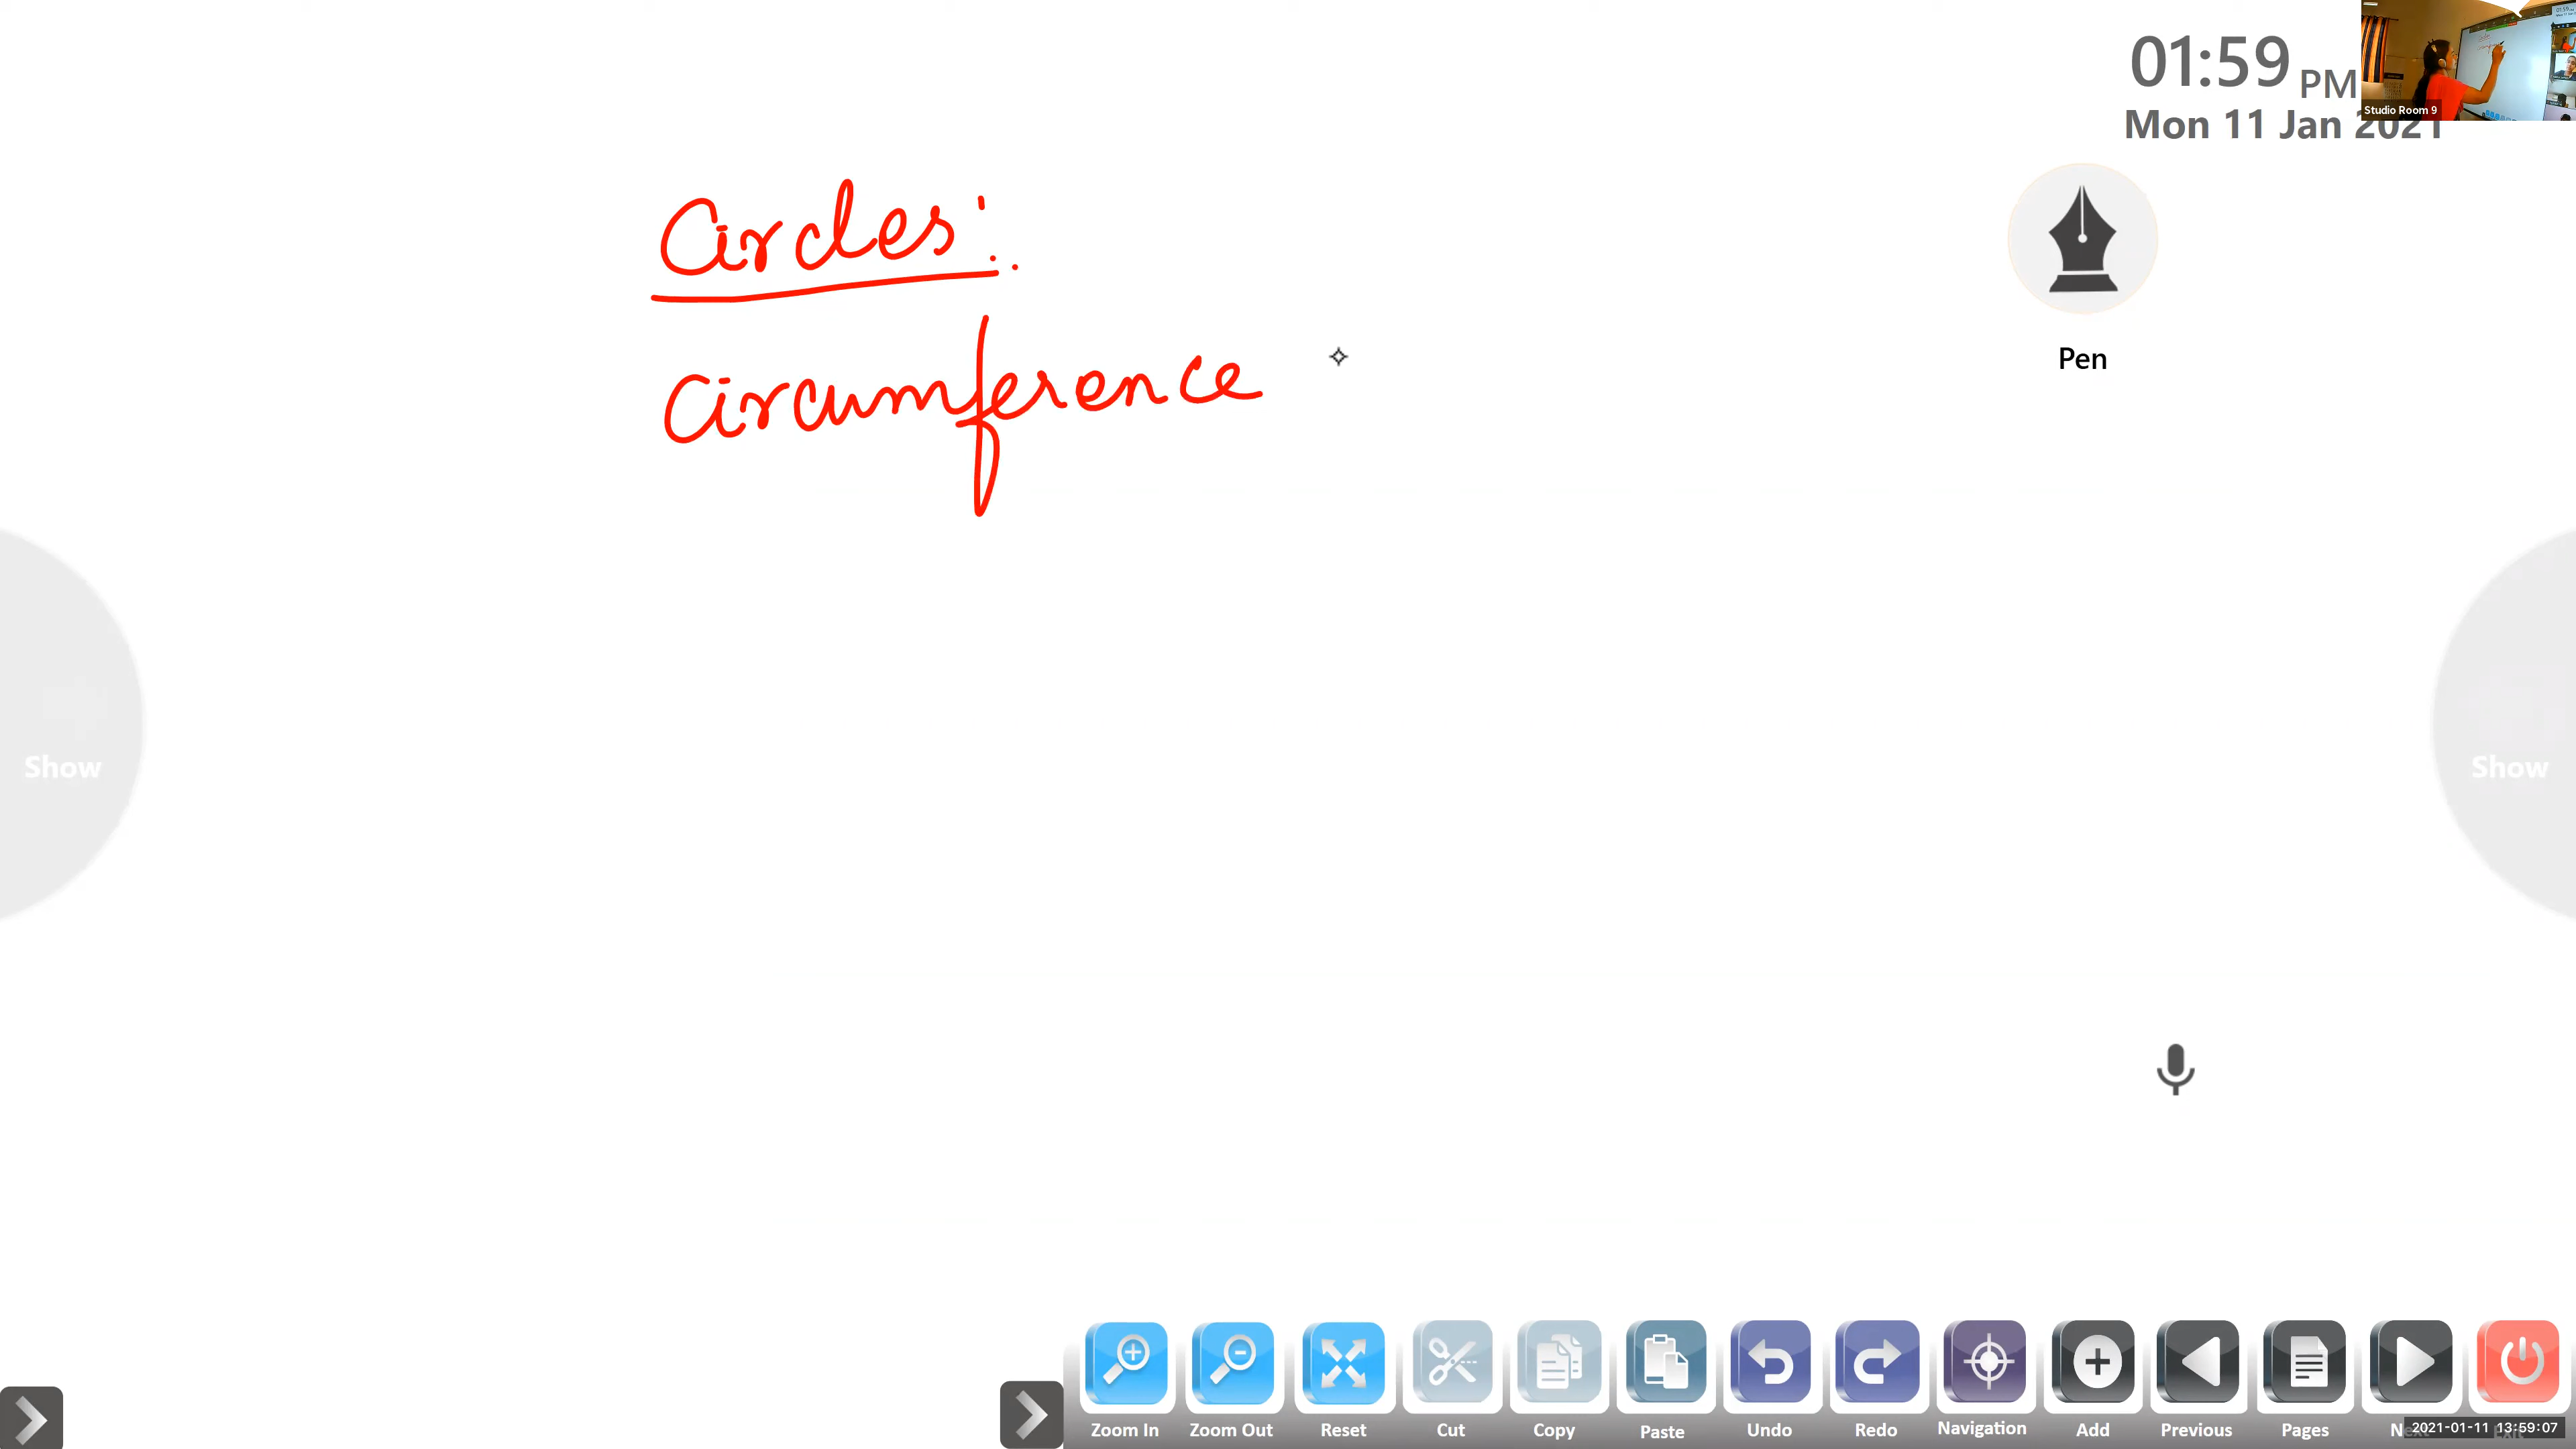 01:59 PM
Mon 11 Jan 2021
Studio Room 9
Circles:
Circumference
Pen
Show
Show
Zoom In Zoom Out Reset Cut Copy Paste Undo Redo Navigation Add Previous Pages
2021-01-11 13:59:07